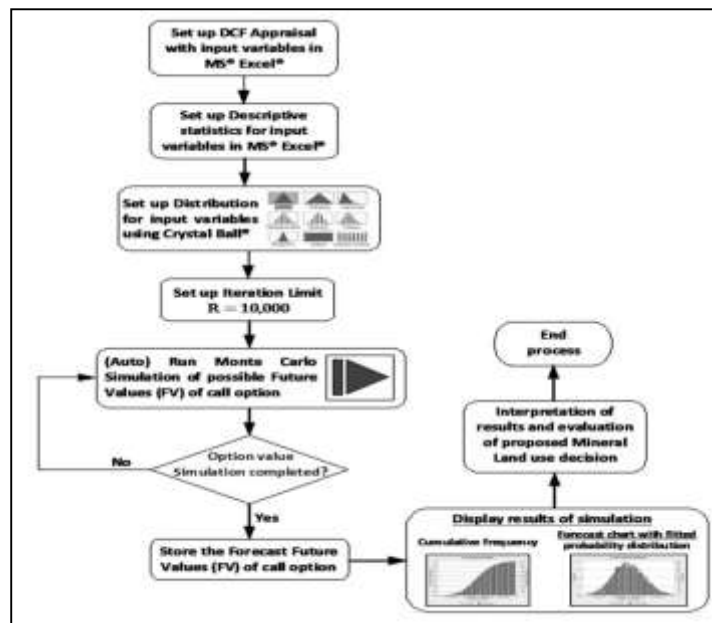 Set up DCF Appraisal
with input variables in
MS® Excel®
Set up Descriptive
statistics for input
variables in MS® Excel®
Set up Distribution
for input variables
using Crystal Ball®
Set up Iteration Limit
R = 10,000
(Auto) Run Monte Carlo
Simulation of possible Future
Values (FV) of call option
Option value
Simulation completed?
No
Yes
Store the Forecast Future
Values (FV) of call option
Display results of simulation
Cumulative frequency
Forecast chart with fitted
probability distribution
Interpretation of
results and evaluation
of proposed Mineral
Land use decision
End
process